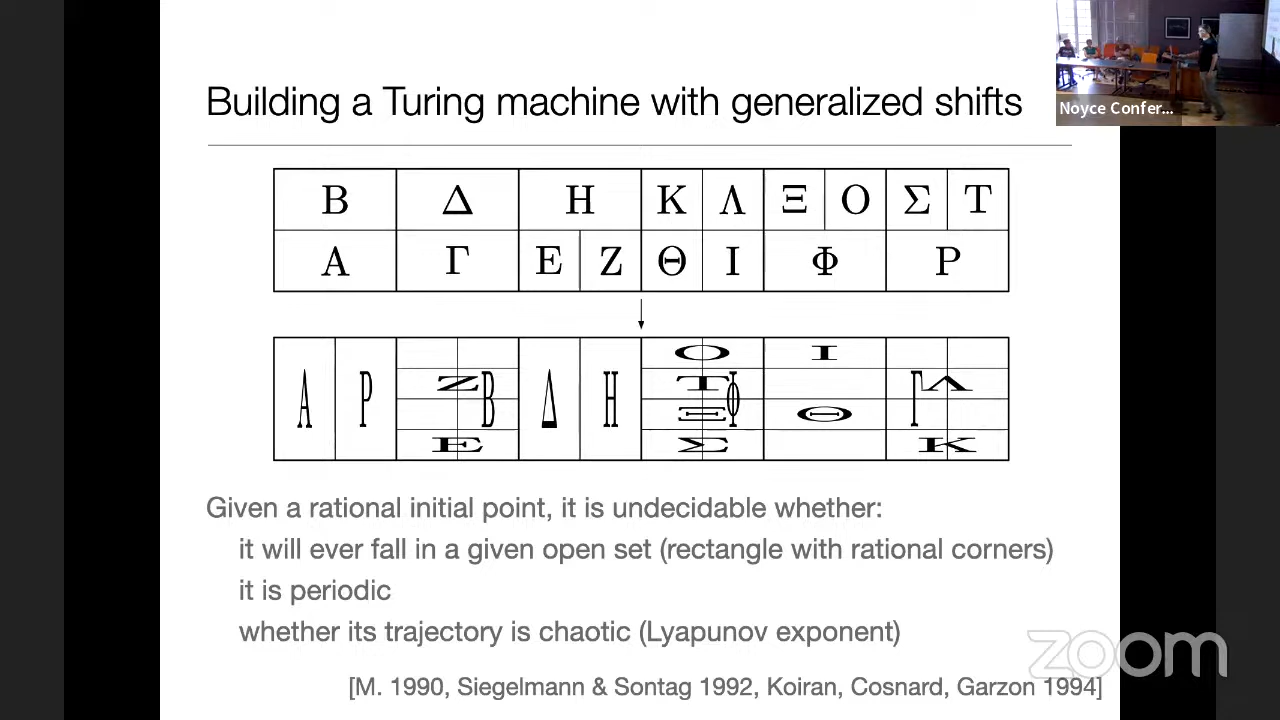 Building a Turing machine with generalized shifts
Noyce Confer...
Β Δ Η Κ Λ Ξ Ο Σ Τ
Α Γ Ε Ζ Θ Ι Φ Ρ
Ο Ι
Α Ρ Ζ Β Δ Η Τ Φ Γ Λ
Ξ Θ
Ε Σ Κ
Given a rational initial point, it is undecidable whether:
it will ever fall in a given open set (rectangle with rational corners)
it is periodic
whether its trajectory is chaotic (Lyapunov exponent)
zoom
[M. 1990, Siegelmann & Sontag 1992, Koiran, Cosnard, Garzon 1994]